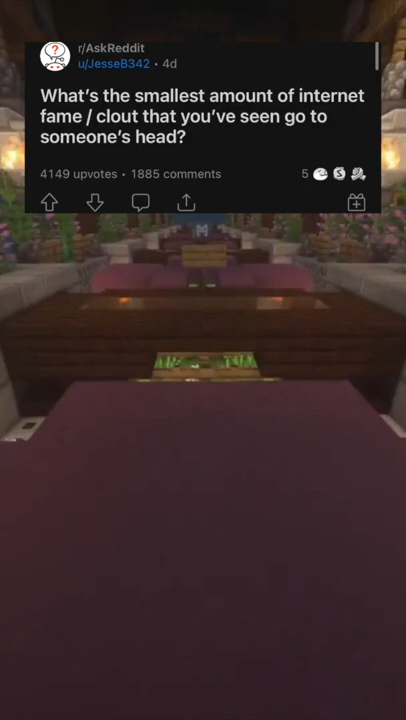 r/AskReddit
u/JesseB342 • 4d
What's the smallest amount of internet
fame / clout that you've seen go to
someone's head?
4149 upvotes • 1885 comments
5